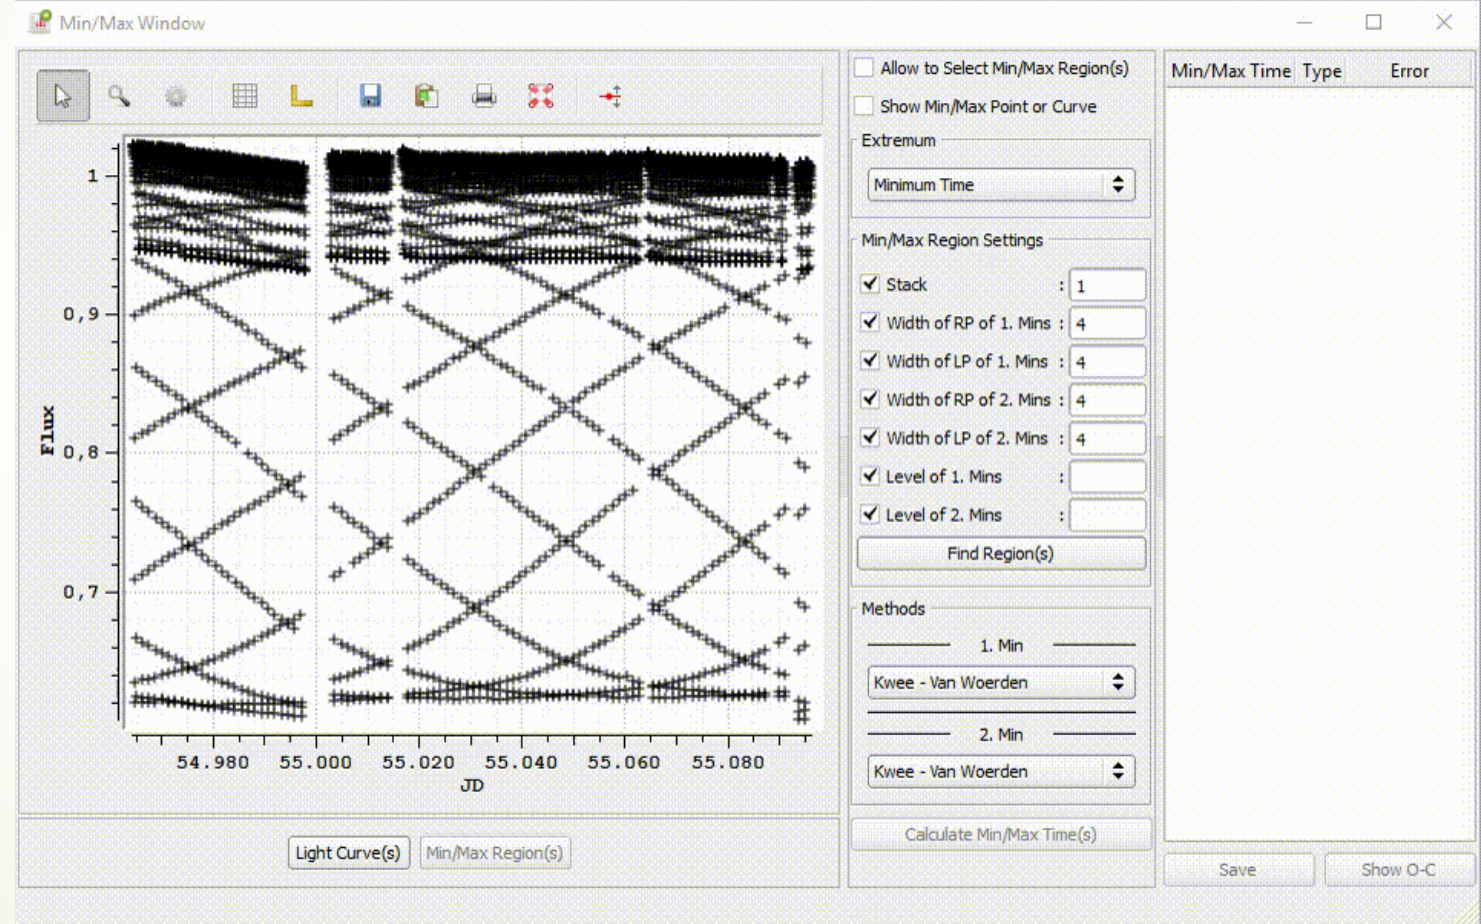 Min/Max Window
Allow to Select Min/Max Region(s)
Show Min/Max Point or Curve
Extremum
Minimum Time
Min/Max Region Settings
Stack : 1
Width of RP of 1. Mins : 4
Width of LP of 1. Mins : 4
Width of RP of 2. Mins : 4
Width of LP of 2. Mins : 4
Level of 1. Mins :
Level of 2. Mins :
Find Region(s)
Methods
1. Min
Kwee - Van Woerden
2. Min
Kwee - Van Woerden
Calculate Min/Max Time(s)
Min/Max Time Type Error
Save Show O-C
1
0,9
0,8
0,7
Flux
54.980 55.000 55.020 55.040 55.060 55.080
JD
Light Curve(s) Min/Max Region(s)